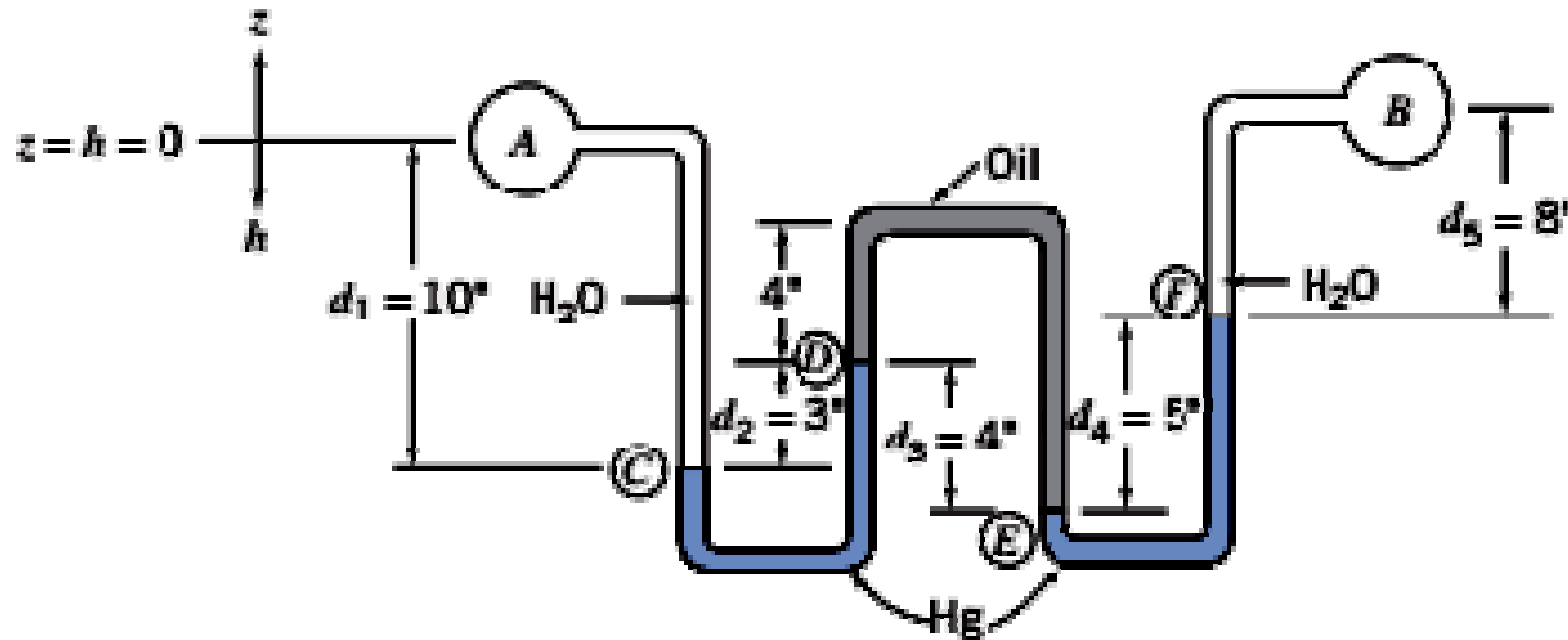 z
z = h = 0
h
A
B
Oil
d₁ = 10"
H₂O
4"
d₅ = 8"
F
H₂O
D
d₂ = 3"
d₃ = 4"
d₄ = 5"
C
E
Hg